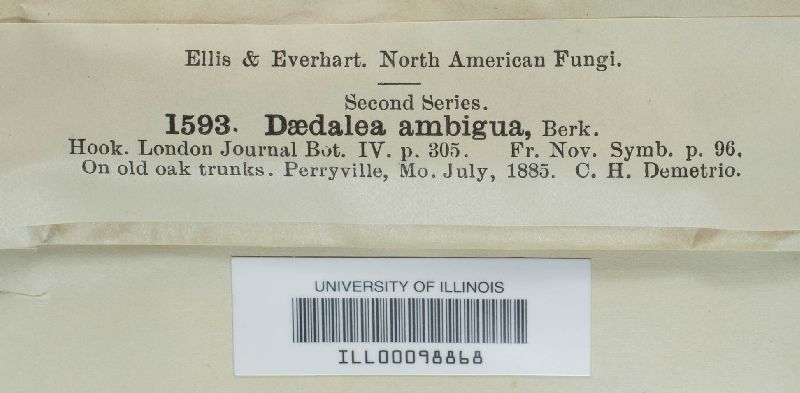 Ellis & Everhart. North American Fungi.
Second Series.
1593. Dædalea ambigua, Berk.
Hook. London Journal Bot. IV. p. 305. Fr. Nov. Symb. p. 96,
On old oak trunks. Perryville, Mo. July, 1885. C. H. Demetrio.
UNIVERSITY OF ILLINOIS
ILL00098868